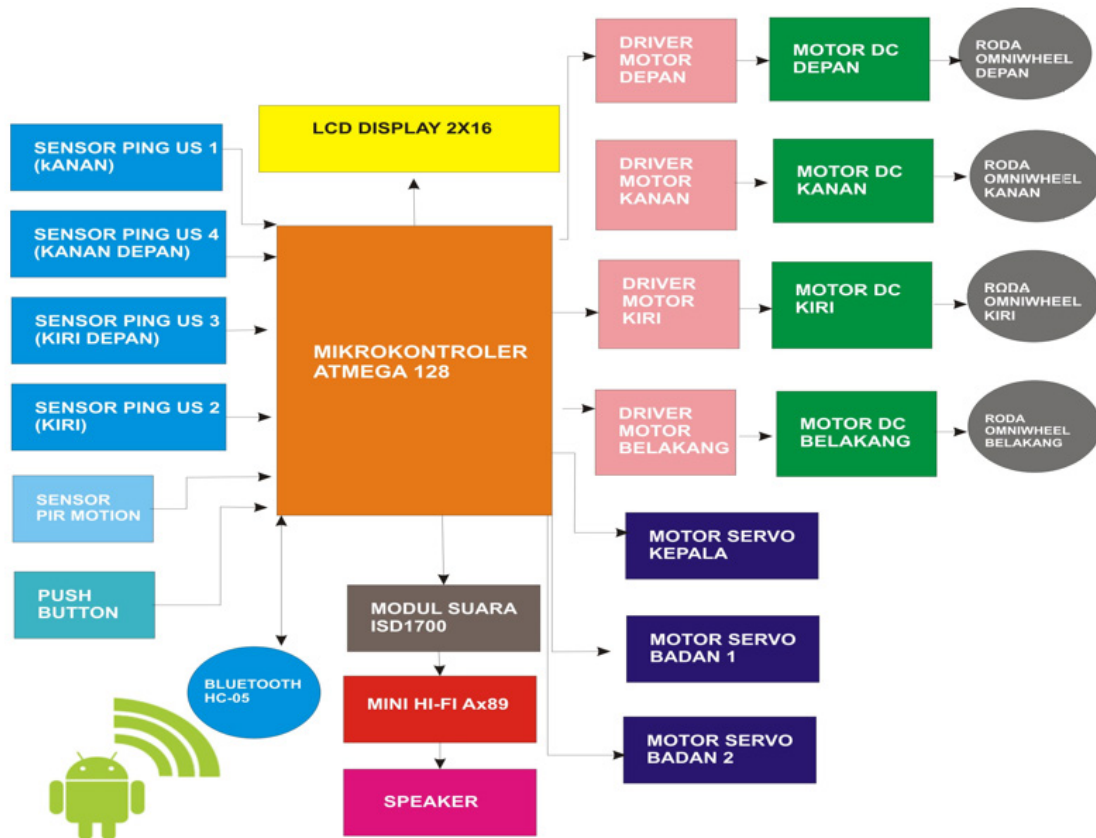 LCD DISPLAY 2X16
SENSOR PING US 1
(kANAN)
SENSOR PING US 4
(KANAN DEPAN)
SENSOR PING US 3
(KIRI DEPAN)
SENSOR PING US 2
(KIRI)
SENSOR
PIR MOTION
PUSH
BUTTON
MIKROKONTROLER
ATMEGA 128
BLUETOOTH
HC-05
MODUL SUARA
ISD1700
MINI HI-FI Ax89
SPEAKER
DRIVER
MOTOR
DEPAN
MOTOR DC
DEPAN
RODA
OMNIWHEEL
DEPAN
DRIVER
MOTOR
KANAN
MOTOR DC
KANAN
RODA
OMNIWHEEL
KANAN
DRIVER
MOTOR
KIRI
MOTOR DC
KIRI
RODA
OMNIWHEEL
KIRI
DRIVER
MOTOR
BELAKANG
MOTOR DC
BELAKANG
RODA
OMNIWHEEL
BELAKANG
MOTOR SERVO
KEPALA
MOTOR SERVO
BADAN 1
MOTOR SERVO
BADAN 2